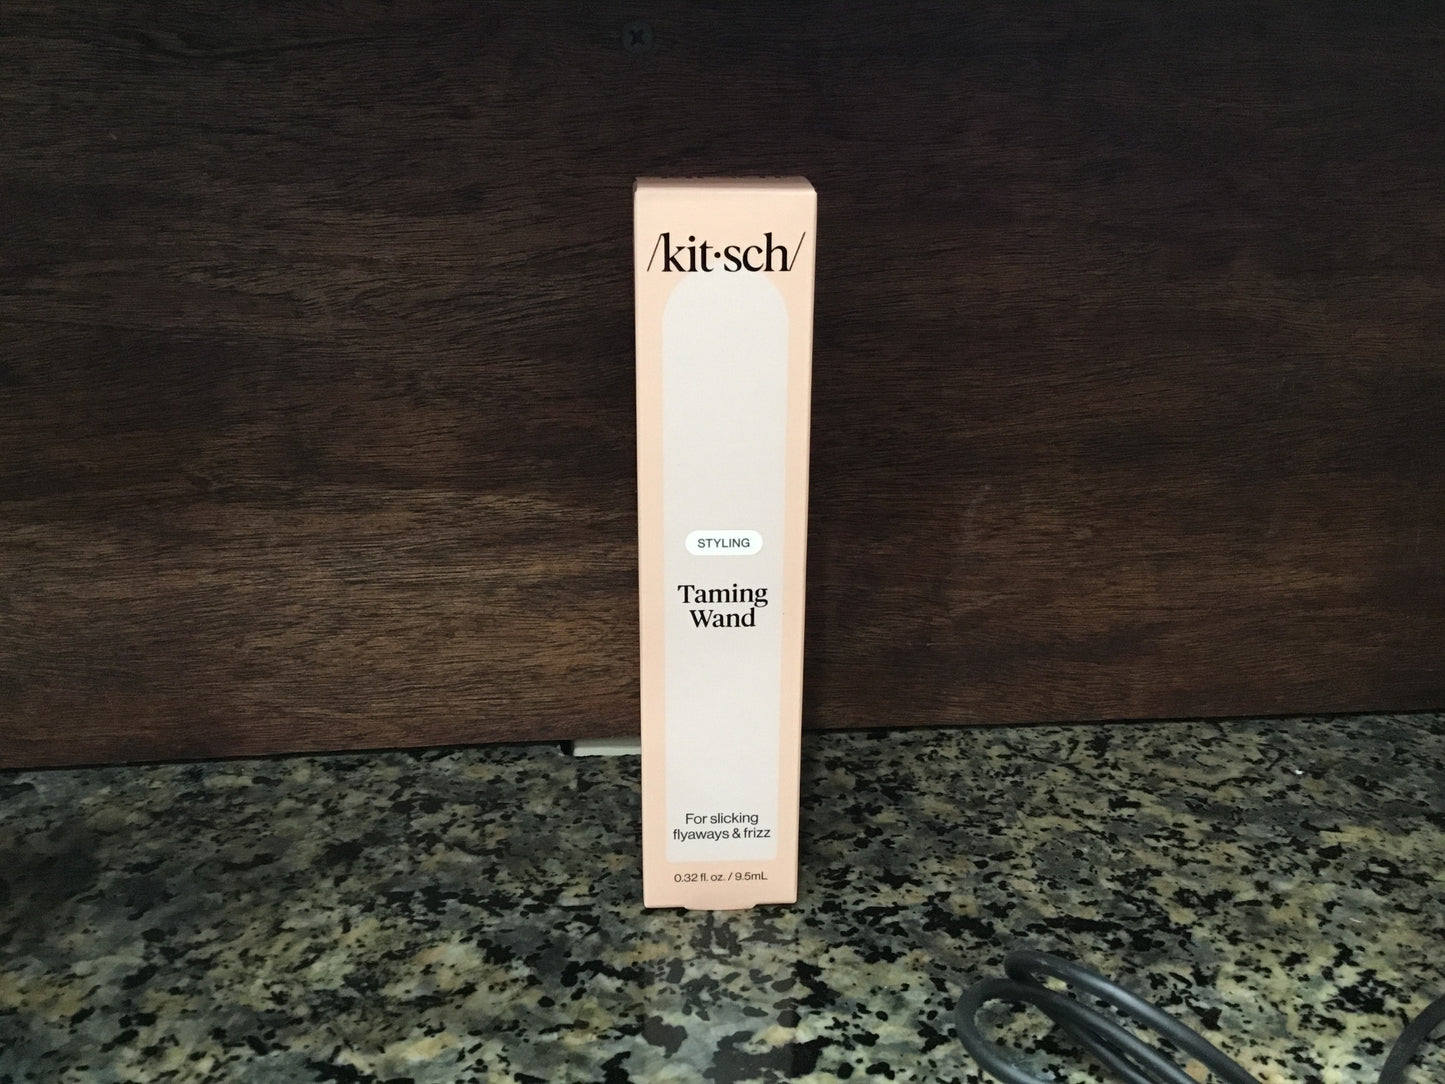 /kit·sch/
STYLING
Taming
Wand
For slicking
flyaways & frizz
0.32 fl. oz. / 9.5mL